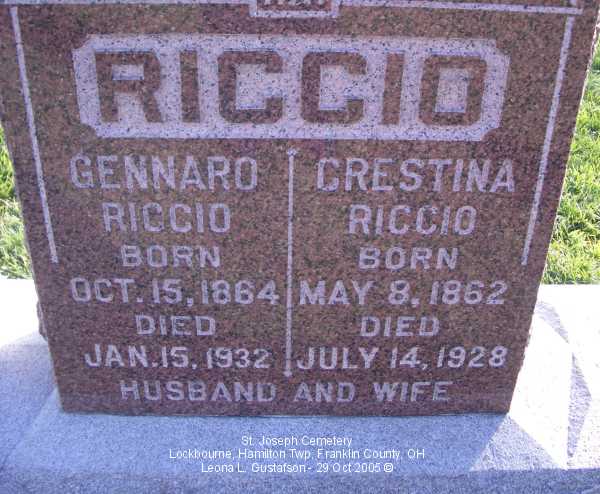 RICCIO
GENNARO
RICCIO
BORN
OCT. 15, 1864
DIED
JAN. 15, 1932
CRESTINA
RICCIO
BORN
MAY 8, 1862
DIED
JULY 14, 1928
HUSBAND AND WIFE
St. Joseph Cemetery
Lockbourne, Hamilton Twp, Franklin County, OH
Leona L. Gustafson - 29 Oct 2005 ©